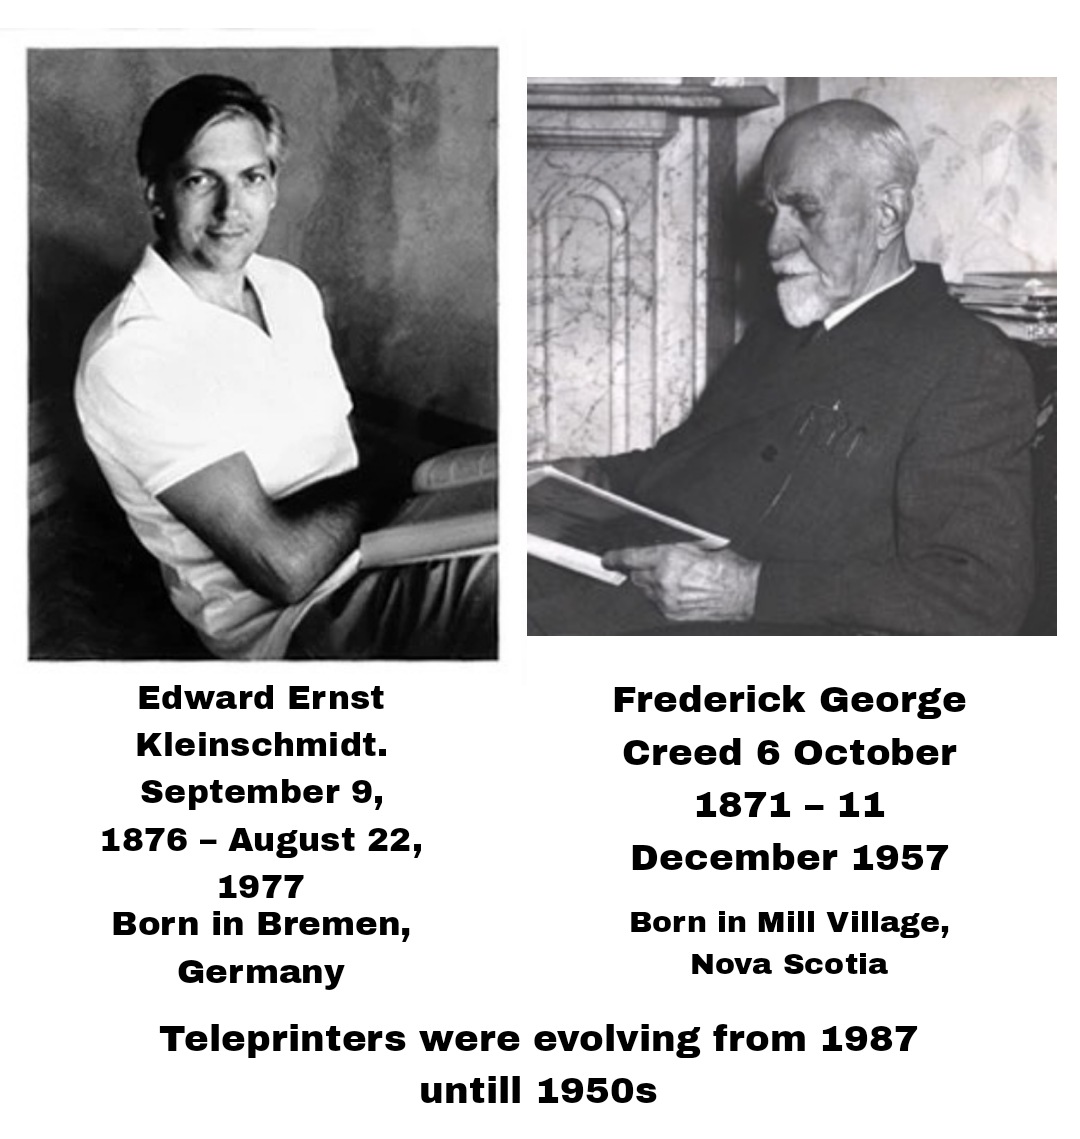 Edward Ernst
Kleinschmidt.
September 9,
1876 – August 22,
1977
Born in Bremen,
Germany
Frederick George
Creed 6 October
1871 – 11
December 1957
Born in Mill Village,
Nova Scotia
Teleprinters were evolving from 1987
untill 1950s